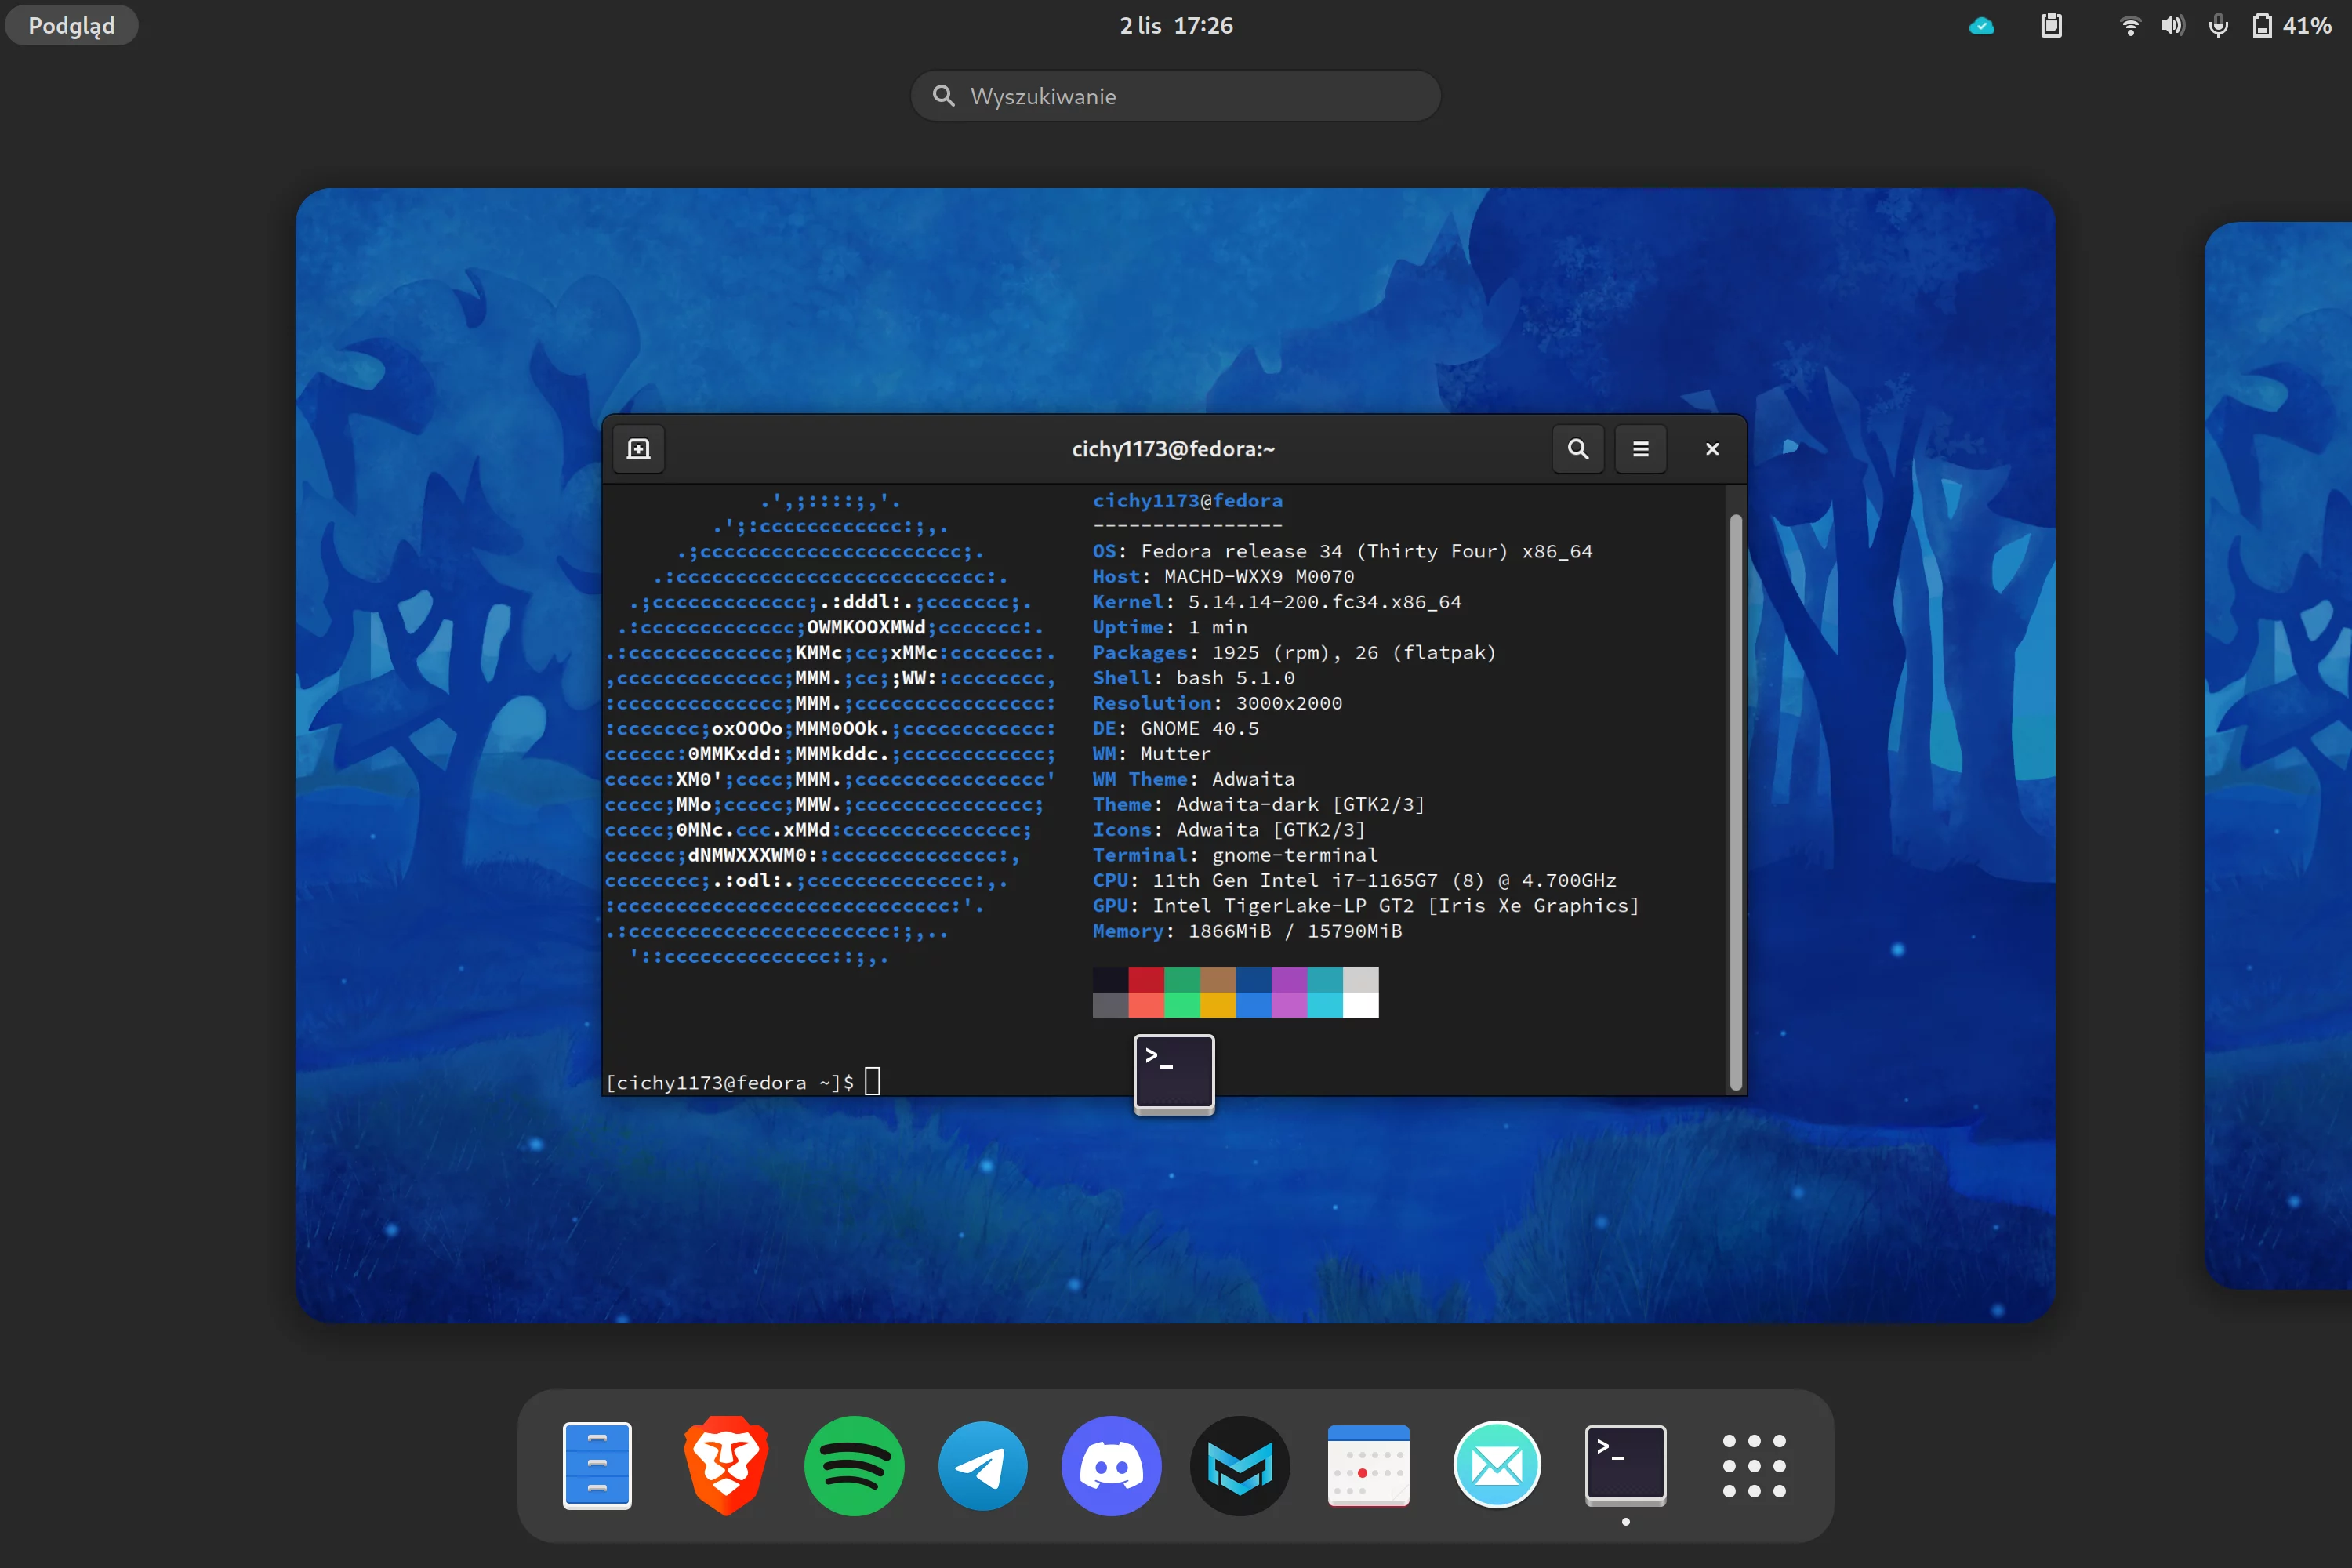 Podgląd
2 lis 17:26
41%
Wyszukiwanie
cichy1173@fedora:~
.',;::::;,'.
.';:cccccccccccc:;,.
.;cccccccccccccccccccccc;.
.:cccccccccccccccccccccccccc:.
.;ccccccccccccc;.:dddl:.;ccccccc;.
.:ccccccccccccc;OWMKOOXMWd;ccccccc:.
.:ccccccccccccc;KMMc;cc;xMMc:ccccccc:.
,cccccccccccccc;MMM.;cc;;WW::cccccccc,
:cccccccccccccc;MMM.;cccccccccccccccc:
:ccccccc;oxOOOo;MMM0OOk.;cccccccccccc:
cccccc:0MMKxdd:;MMMkddc.;cccccccccccc;
ccccc:XM0';cccc;MMM.;cccccccccccccccc'
ccccc;MMo;ccccc;MMW.;ccccccccccccccc;
ccccc;0MNc.ccc.xMMd:ccccccccccccccc;
cccccc;dNMWXXXWM0::cccccccccccccc:,
cccccccc;.:odl:.;cccccccccccccc:,.
:cccccccccccccccccccccccccccc:'.
.:cccccccccccccccccccccc:;,..
'::cccccccccccccc::;,.
cichy1173@fedora
----------------
OS: Fedora release 34 (Thirty Four) x86_64
Host: MACHD-WXX9 M0070
Kernel: 5.14.14-200.fc34.x86_64
Uptime: 1 min
Packages: 1925 (rpm), 26 (flatpak)
Shell: bash 5.1.0
Resolution: 3000x2000
DE: GNOME 40.5
WM: Mutter
WM Theme: Adwaita
Theme: Adwaita-dark [GTK2/3]
Icons: Adwaita [GTK2/3]
Terminal: gnome-terminal
CPU: 11th Gen Intel i7-1165G7 (8) @ 4.700GHz
GPU: Intel TigerLake-LP GT2 [Iris Xe Graphics]
Memory: 1866MiB / 15790MiB
[cichy1173@fedora ~]$
>_
>_